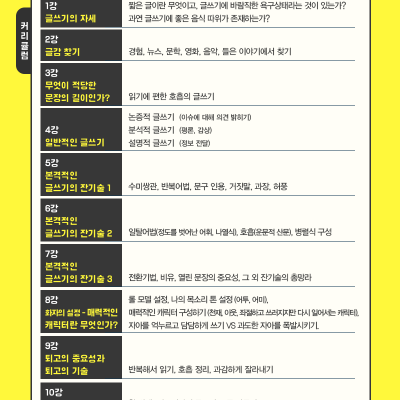 커리큘럼
1강
글쓰기의 자세
짧은 글이란 무엇이고, 글쓰기에 바람직한 욕구상태라는 것이 있는가?
과연 글쓰기에 좋은 음식 따위가 존재하는가?
2강
글감 찾기
경험, 뉴스, 문학, 영화, 음악, 들은 이야기에서 찾기
3강
무엇이 적당한
문장의 길이인가?
읽기에 편한 호흡의 글쓰기
4강
일반적인 글쓰기
논증적 글쓰기 (이슈에 대해 의견 밝히기)
분석적 글쓰기 (평론, 감상)
설명적 글쓰기 (정보 전달)
5강
본격적인
글쓰기의 잔기술 1
수미쌍관, 반복어법, 문구 인용, 거짓말, 과장, 허풍
6강
본격적인
글쓰기의 잔기술 2
일탈어법(정도를 벗어난 어휘, 나열식), 호흡(운문적 산문), 병렬식 구성
7강
본격적인
글쓰기의 잔기술 3
전환기법, 비유, 열린 문장의 중요성, 그 외 잔기술의 총망라
8강
화자의 설정 - 매력적인
캐릭터란 무엇인가?
롤 모델 설정, 나의 목소리 톤 설정 (어투, 어미),
매력적인 캐릭터 구성하기 (천재, 아웃, 좌절하고 쓰러지지만 다시 일어서는 캐릭터),
자아를 억누르고 담담하게 쓰기 VS 과도한 자아를 폭발시키기.
9강
퇴고의 중요성과
퇴고의 기술
반복해서 읽기, 호흡 정리, 과감하게 잘라내기
10강